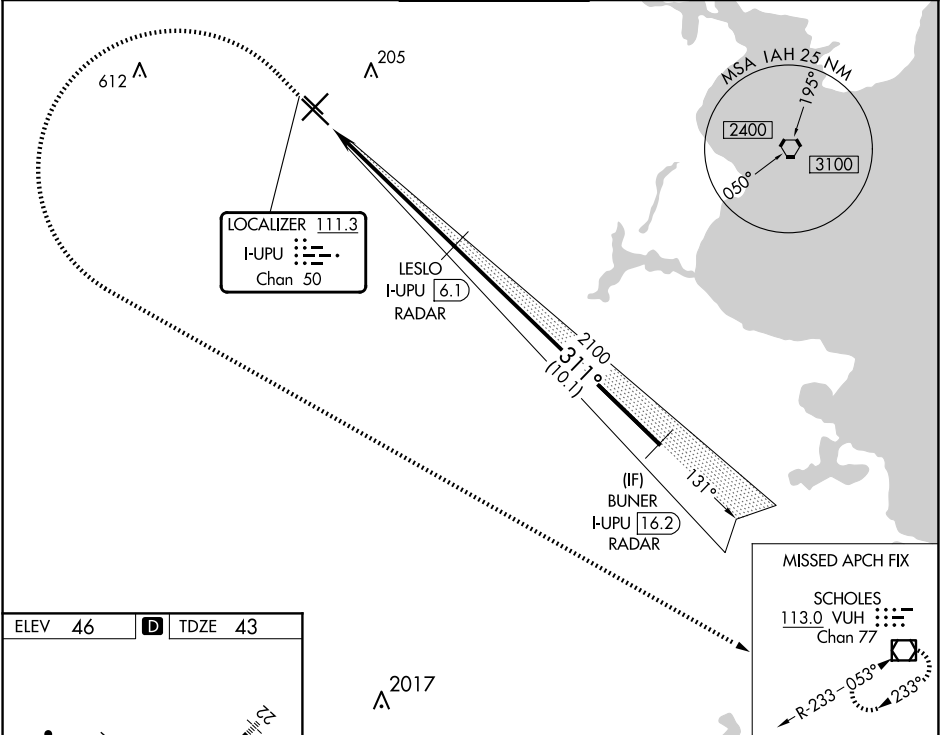 612
205
MSA IAH 25 NM
195°
2400
3100
050°
LOCALIZER 111.3
I-UPU
Chan 50
LESLO
I-UPU 6.1
RADAR
2100
311°
(10.1)
131°
(IF)
BUNER
I-UPU 16.2
RADAR
MISSED APCH FIX
SCHOLES
113.0 VUH
Chan 77
R-233-053°
233°
ELEV 46 D TDZE 43
2017
22